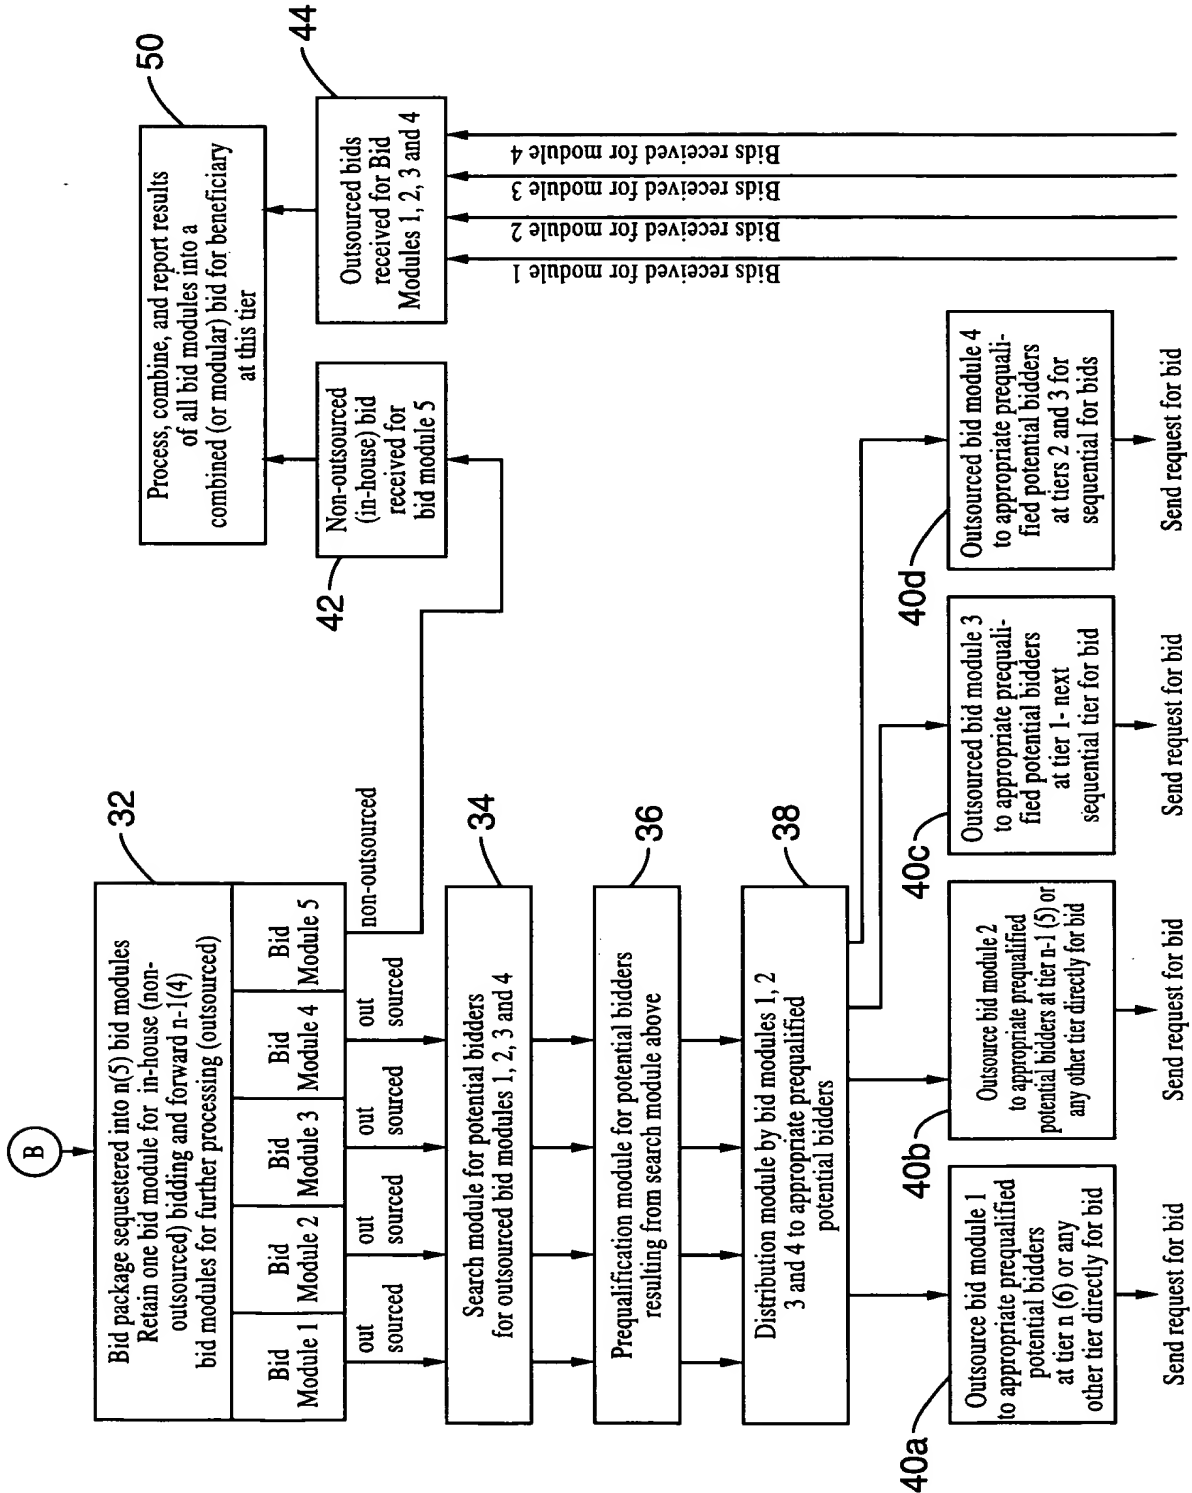 B
32
Bid package sequestered into n(5) bid modules
Retain one bid module for in-house (non-
outsourced) bidding and forward n-1(4)
bid modules for further processing (outsourced)
Bid
Module 1
Bid
Module 2
Bid
Module 3
Bid
Module 4
Bid
Module 5
out
sourced
out
sourced
out
sourced
out
sourced
non-outsourced
34
Search module for potential bidders
for outsourced bid modules 1, 2, 3 and 4
36
Prequalification module for potential bidders
resulting from search module above
38
Distribution module by bid modules 1, 2
3 and 4 to appropriate prequalified
potential bidders
40a
Outsource bid module 1
to appropriate prequalified
potential bidders
at tier n (6) or any
other tier directly for bid
Send request for bid
40b
Outsource bid module 2
to appropriate prequalified
potential bidders at tier n-1 (5) or
any other tier directly for bid
Send request for bid
40c
Outsourced bid module 3
to appropriate prequali-
fied potential bidders
at tier 1- next
sequential tier for bid
Send request for bid
40d
Outsourced bid module 4
to appropriate prequali-
fied potential bidders
at tiers 2 and 3 for
sequential for bids
Send request for bid
50
Process, combine, and report results
of all bid modules into a
combined (or modular) bid for beneficiary
at this tier
42
Non-outsourced
(in-house) bid
received for
bid module 5
44
Outsourced bids
received for Bid
Modules 1, 2, 3 and 4
Bids received for module 1
Bids received for module 2
Bids received for module 3
Bids received for module 4